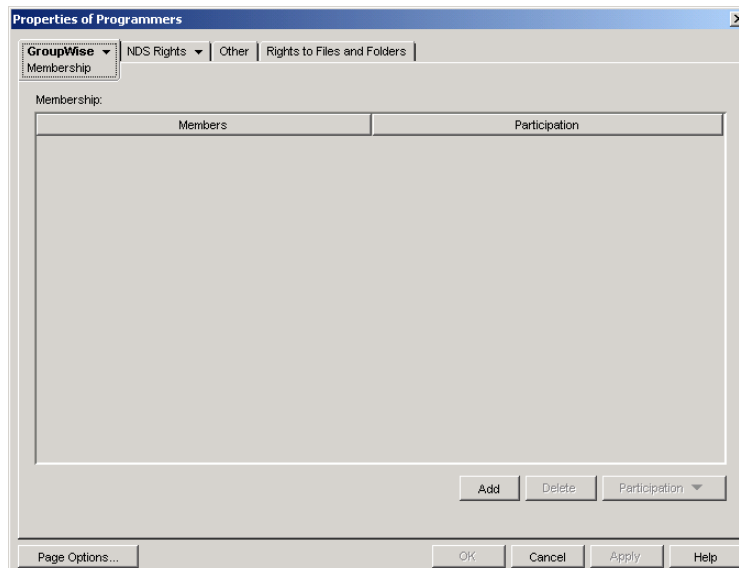 Properties of Programmers
GroupWise NDS Rights Other Rights to Files and Folders
Membership
Membership:
Members Participation
Add Delete Participation
Page Options... OK Cancel Apply Help